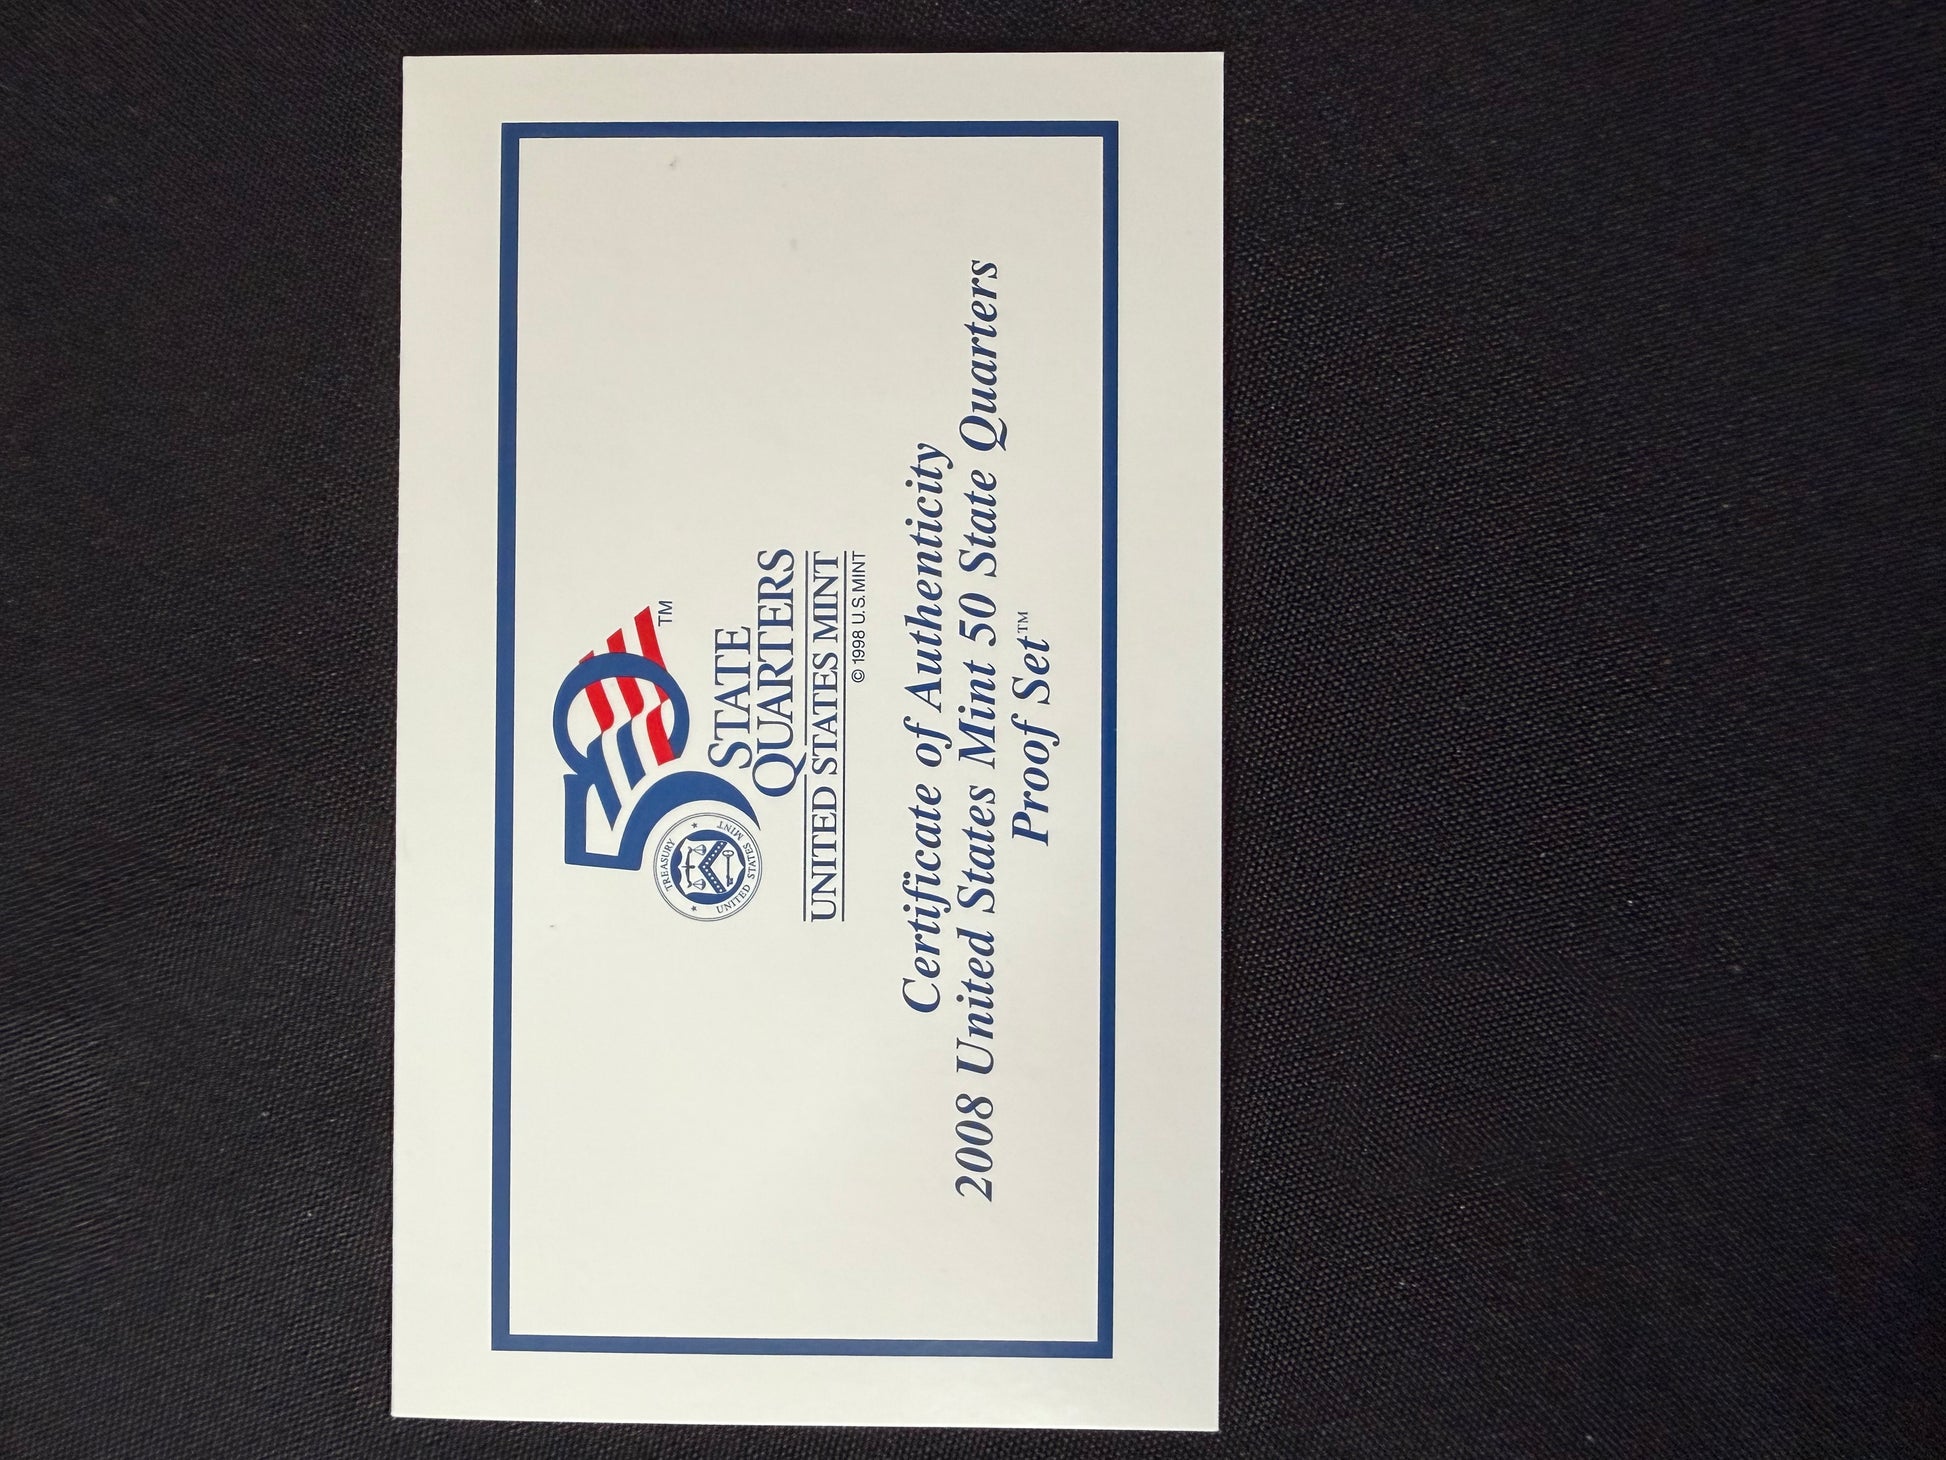 50
TM
TREASURY
UNITED STATES MINT
STATE
QUARTERS
UNITED STATES MINT
© 1998 U.S. MINT
Certificate of Authenticity
2008 United States Mint 50 State Quarters
Proof Set™